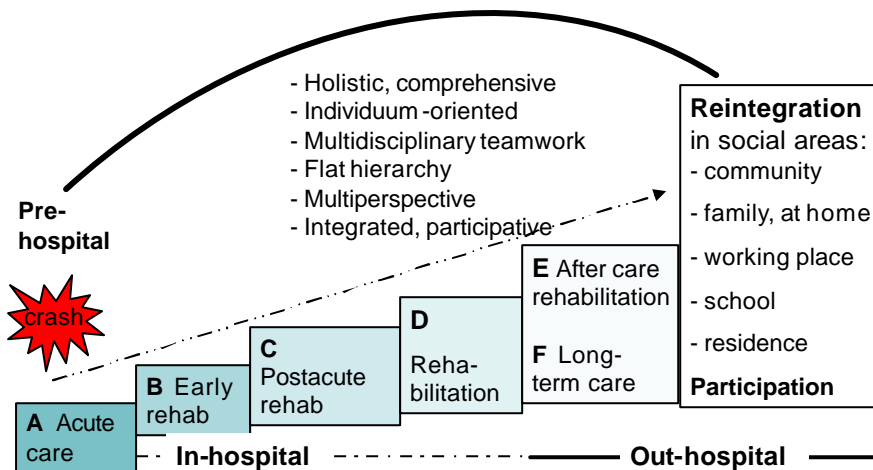 - Holistic, comprehensive
- Individuum -oriented
- Multidisciplinary teamwork
- Flat hierarchy
- Multiperspective
- Integrated, participative
Pre-
hospital
crash
A Acute
care
B Early
rehab
C
Postacute
rehab
D
Reha-
bilitation
E After care
rehabilitation
F Long-
term care
Reintegration
in social areas:
- community
- family, at home
- working place
- school
- residence
Participation
In-hospital
Out-hospital